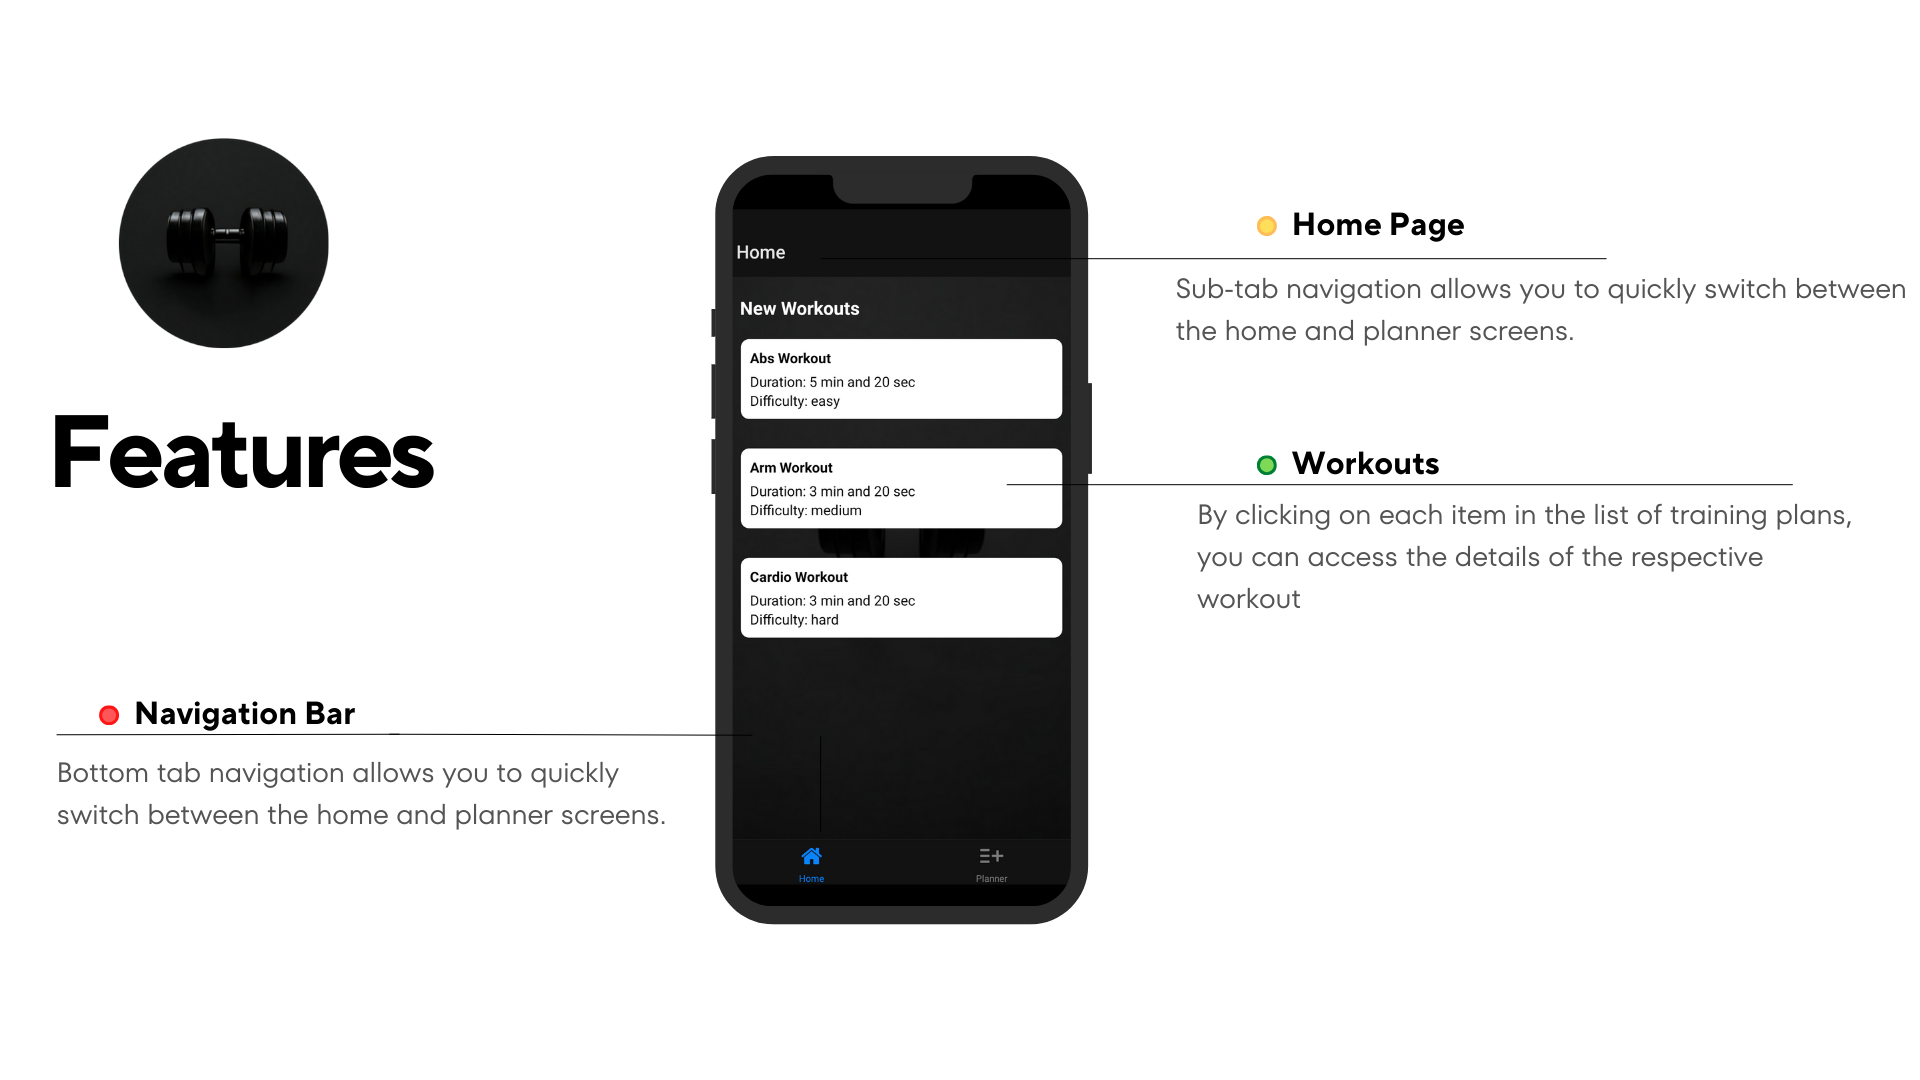 Features
Navigation Bar
Bottom tab navigation allows you to quickly
switch between the home and planner screens.
Home
New Workouts
Abs Workout
Duration: 5 min and 20 sec
Difficulty: easy
Arm Workout
Duration: 3 min and 20 sec
Difficulty: medium
Cardio Workout
Duration: 3 min and 20 sec
Difficulty: hard
Home
Planner
Home Page
Sub-tab navigation allows you to quickly switch between
the home and planner screens.
Workouts
By clicking on each item in the list of training plans,
you can access the details of the respective
workout